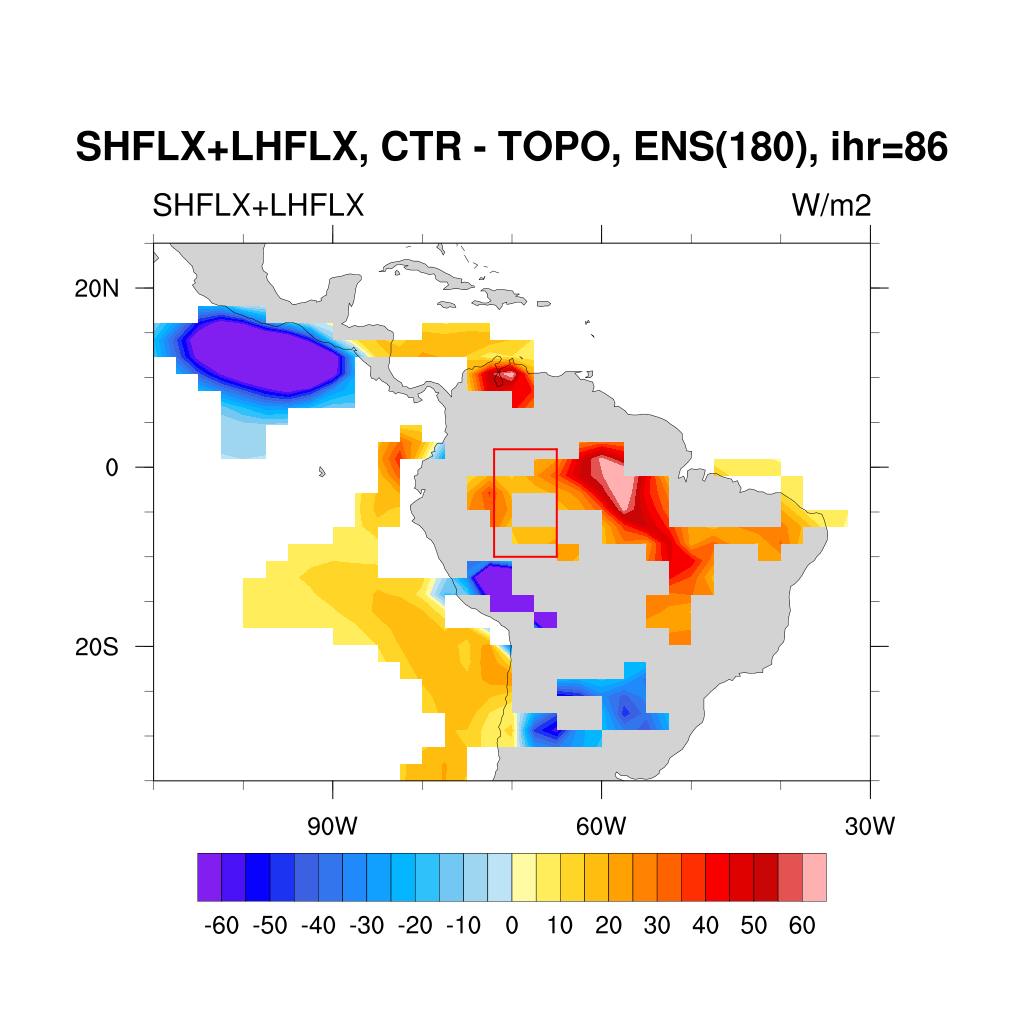 SHFLX+LHFLX, CTR - TOPO, ENS(180), ihr=86
SHFLX+LHFLX W/m2
20N
0
20S
90W 60W 30W
-60 -50 -40 -30 -20 -10 0 10 20 30 40 50 60